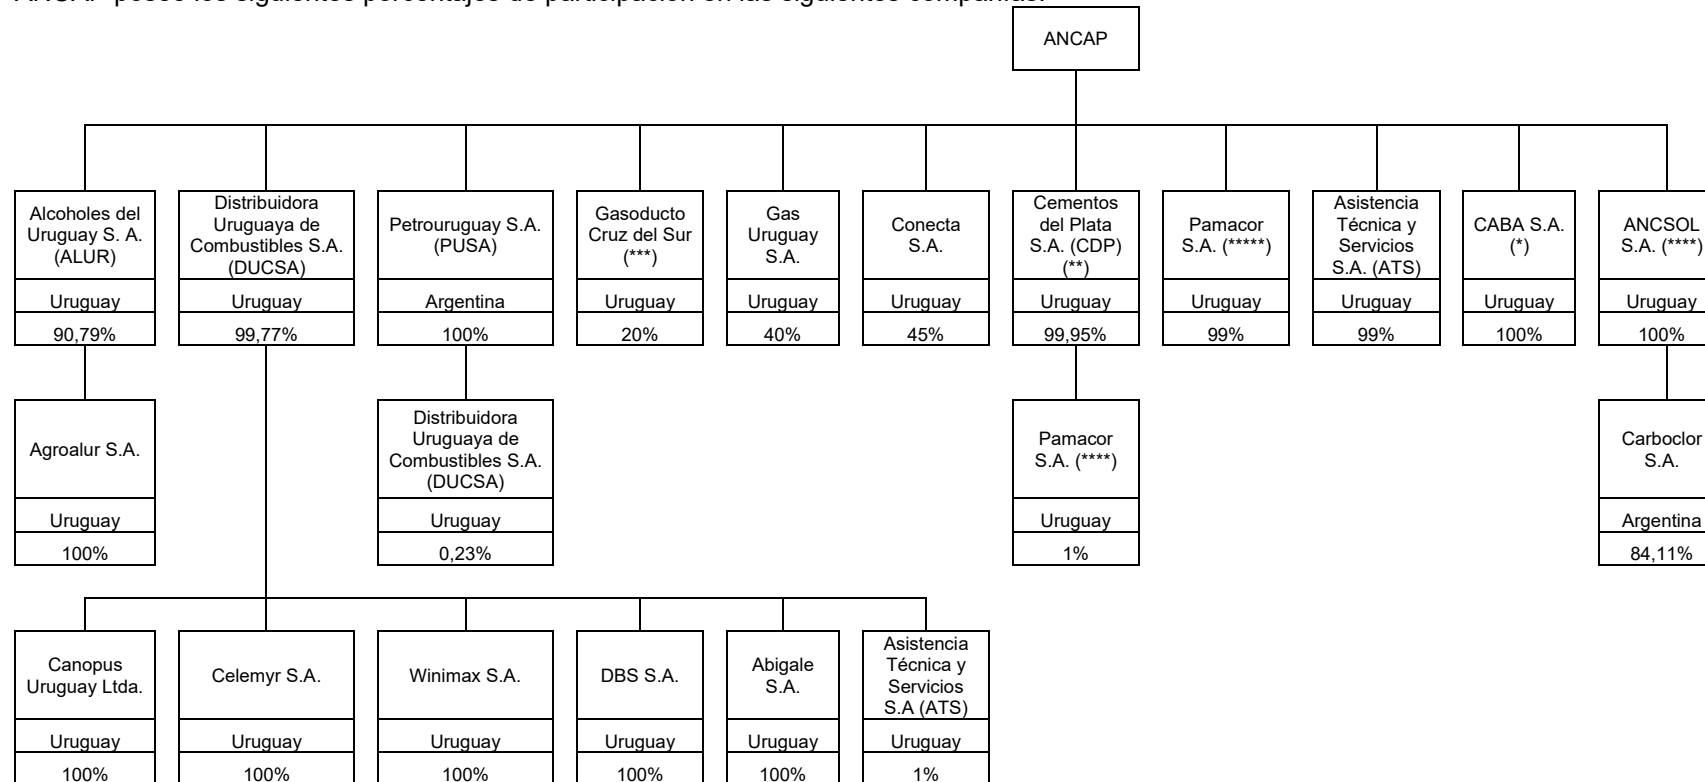 ANCAP posee los siguientes porcentajes de participación en las siguientes compañías:
ANCAP
Alcoholes del
Uruguay S. A.
(ALUR)
Uruguay
90,79%
Distribuidora
Uruguaya de
Combustibles S.A.
(DUCSA)
Uruguay
99,77%
Petrouruguay S.A.
(PUSA)
Argentina
100%
Gasoducto
Cruz del Sur
(***)
Uruguay
20%
Gas
Uruguay
S.A.
Uruguay
40%
Conecta
S.A.
Uruguay
45%
Cementos
del Plata
S.A. (CDP)
(**)
Uruguay
99,95%
Pamacor
S.A. (*****)
Uruguay
99%
Asistencia
Técnica y
Servicios
S.A. (ATS)
Uruguay
99%
CABA S.A.
(*)
Uruguay
100%
ANCSOL
S.A. (****)
Uruguay
100%
Agroalur S.A.
Uruguay
100%
Distribuidora
Uruguaya de
Combustibles S.A.
(DUCSA)
Uruguay
0,23%
Pamacor
S.A. (****)
Uruguay
1%
Carboclor
S.A.
Argentina
84,11%
Canopus
Uruguay Ltda.
Uruguay
100%
Celemyr S.A.
Uruguay
100%
Winimax S.A.
Uruguay
100%
DBS S.A.
Uruguay
100%
Abigale
S.A.
Uruguay
100%
Asistencia
Técnica y
Servicios
S.A (ATS)
Uruguay
1%